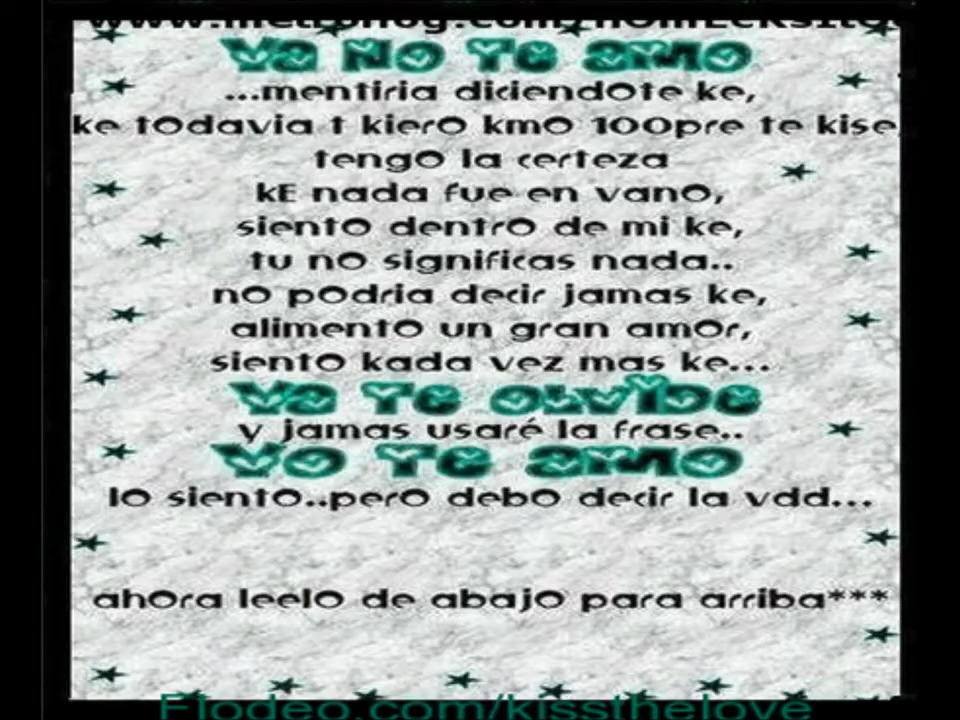 Ya No Te amo
...mentiria diciendOte ke,
ke tOdavia t kierO kmO 100pre te kise,
tengO la certeza
kE nada fue en vanO,
sientO dentrO de mi ke,
tu nO significas nada..
nO pOdria decir jamas ke,
alimentO un gran amOr,
sientO kada vez mas ke...
Ya Te olvide
y jamas usaré la frase..
Yo Te amo
lO sientO..perO debO decir la vdd...
ahOra leelO de abajO para arriba***
Flodeo.com/kissthelove